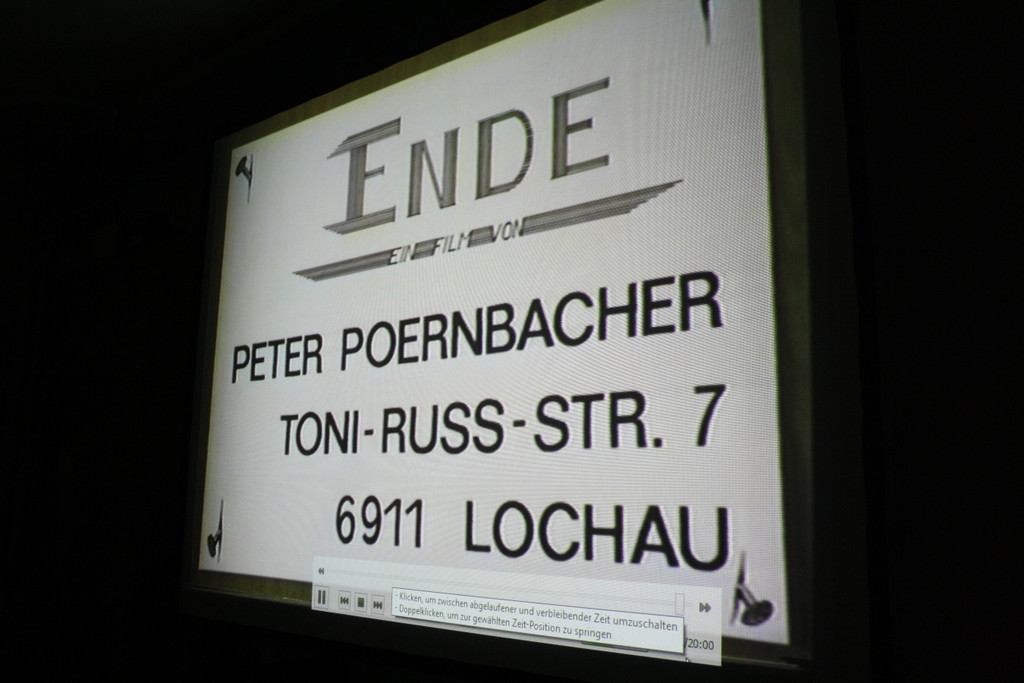 ENDE
EIN FILM VON
PETER POERNBACHER
TONI-RUSS-STR. 7
6911 LOCHAU
- Klicken, um zwischen abgelaufener und verbleibender Zeit umzuschalten
- Doppelklicken, um zur gewählten Zeit-Position zu springen
/20:00